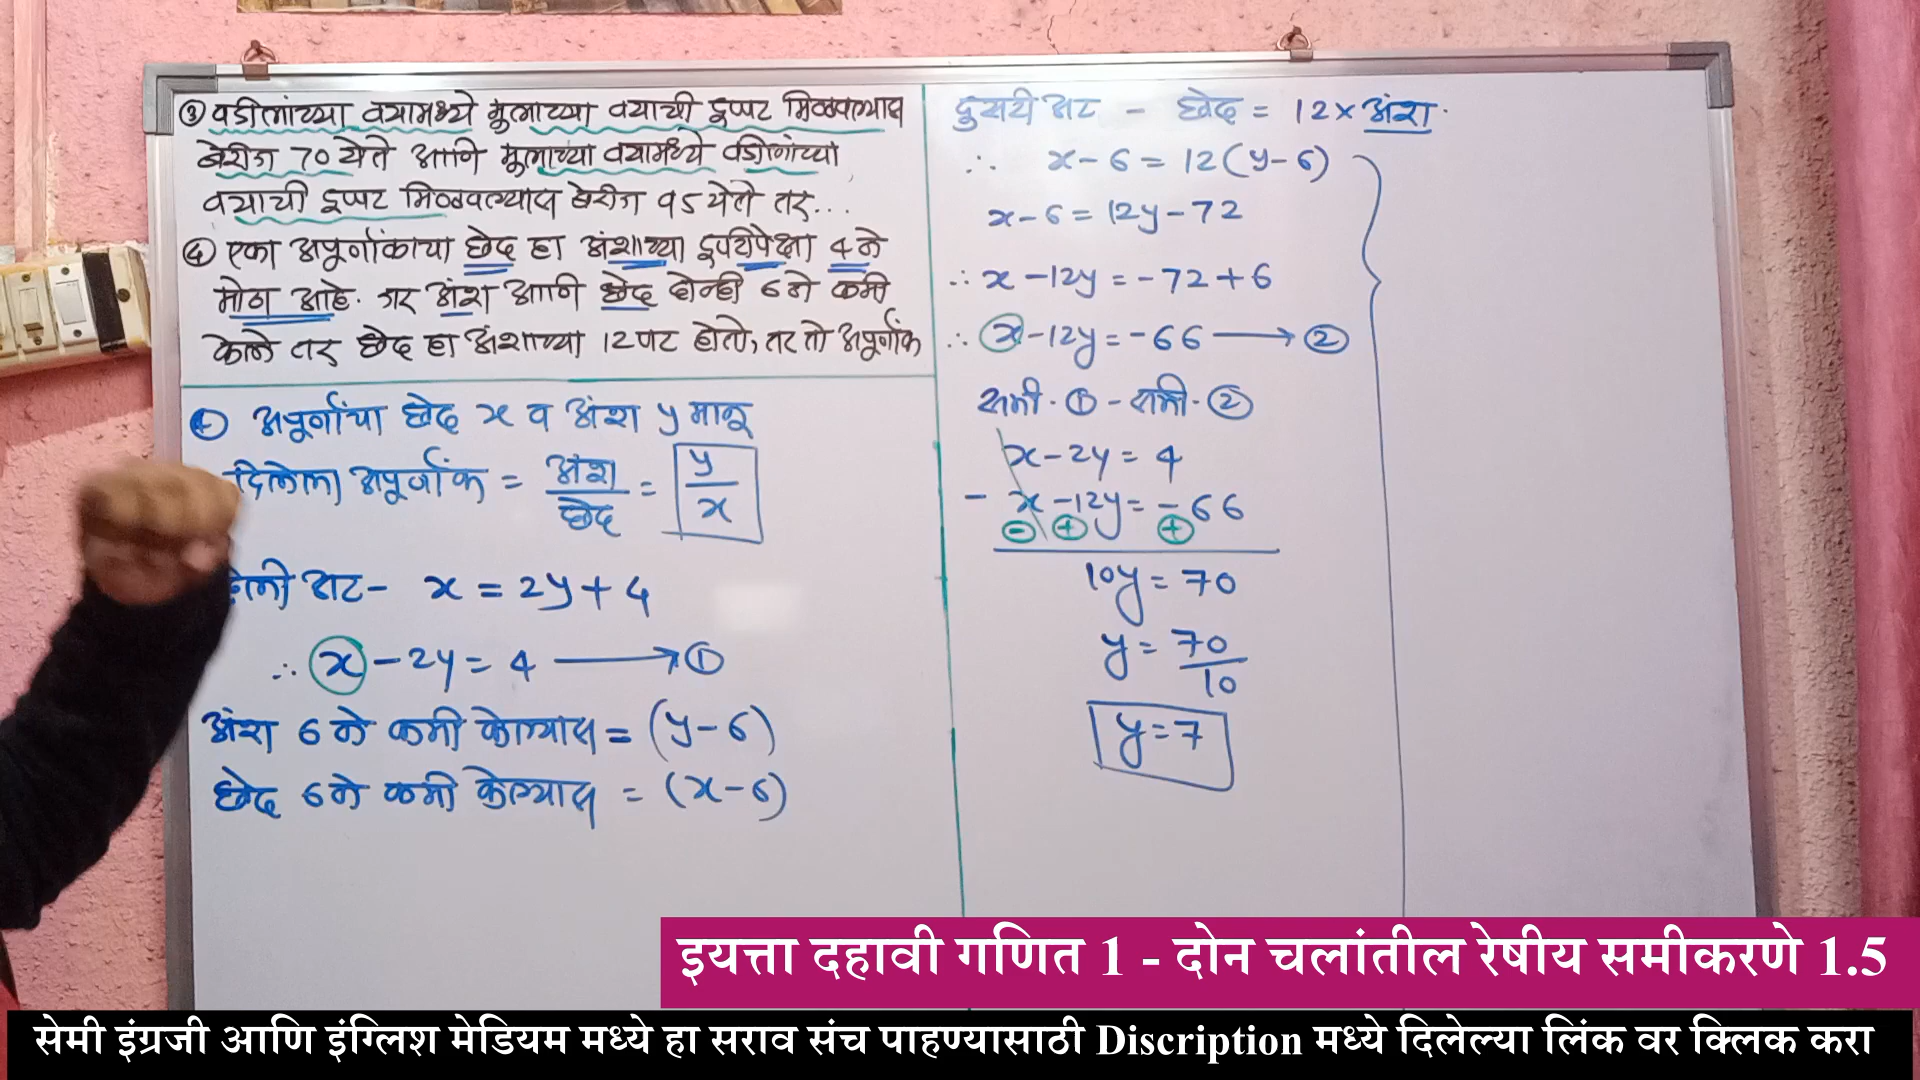 ③ वडीलांच्या वयामध्ये मुलाच्या वयाची दुप्पट मिळवल्यास
बेरीज 70 येते आणि मुलाच्या वयामध्ये वडीलांच्या
वयाची दुप्पट मिळवल्यास बेरीज 95 येते तर...
④ एका अपूर्णांकाचा छेद हा अंशाच्या दुपटीपेक्षा 4 ने
मोठा आहे. जर अंश आणि छेद दोन्ही 6 ने कमी
केले तर छेद हा अंशाच्या 12 पट होतो, तर तो अपूर्णांक
④ अपूर्णांचा छेद x व अंश y मानू
दिलेला अपूर्णांक = अंश/छेद = y/x
हिली अट - x = 2y + 4
∴ x - 2y = 4 ⟶ ①
अंश 6 ने कमी केल्यास = (y - 6)
छेद 6 ने कमी केल्यास = (x - 6)
दुसरी अट - छेद = 12 × अंश.
∴ x - 6 = 12(y - 6)
x - 6 = 12y - 72
∴ x - 12y = -72 + 6
∴ x - 12y = -66 ⟶ ②
समी. ① - समी. ②
x - 2y = 4
- x - 12y = -66
⊖ ⊕ ⊕
10y = 70
y = 70/10
y = 7
इयत्ता दहावी गणित 1 - दोन चलांतील रेषीय समीकरणे 1.5
सेमी इंग्रजी आणि इंग्लिश मेडियम मध्ये हा सराव संच पाहण्यासाठी Discription मध्ये दिलेल्या लिंक वर क्लिक करा